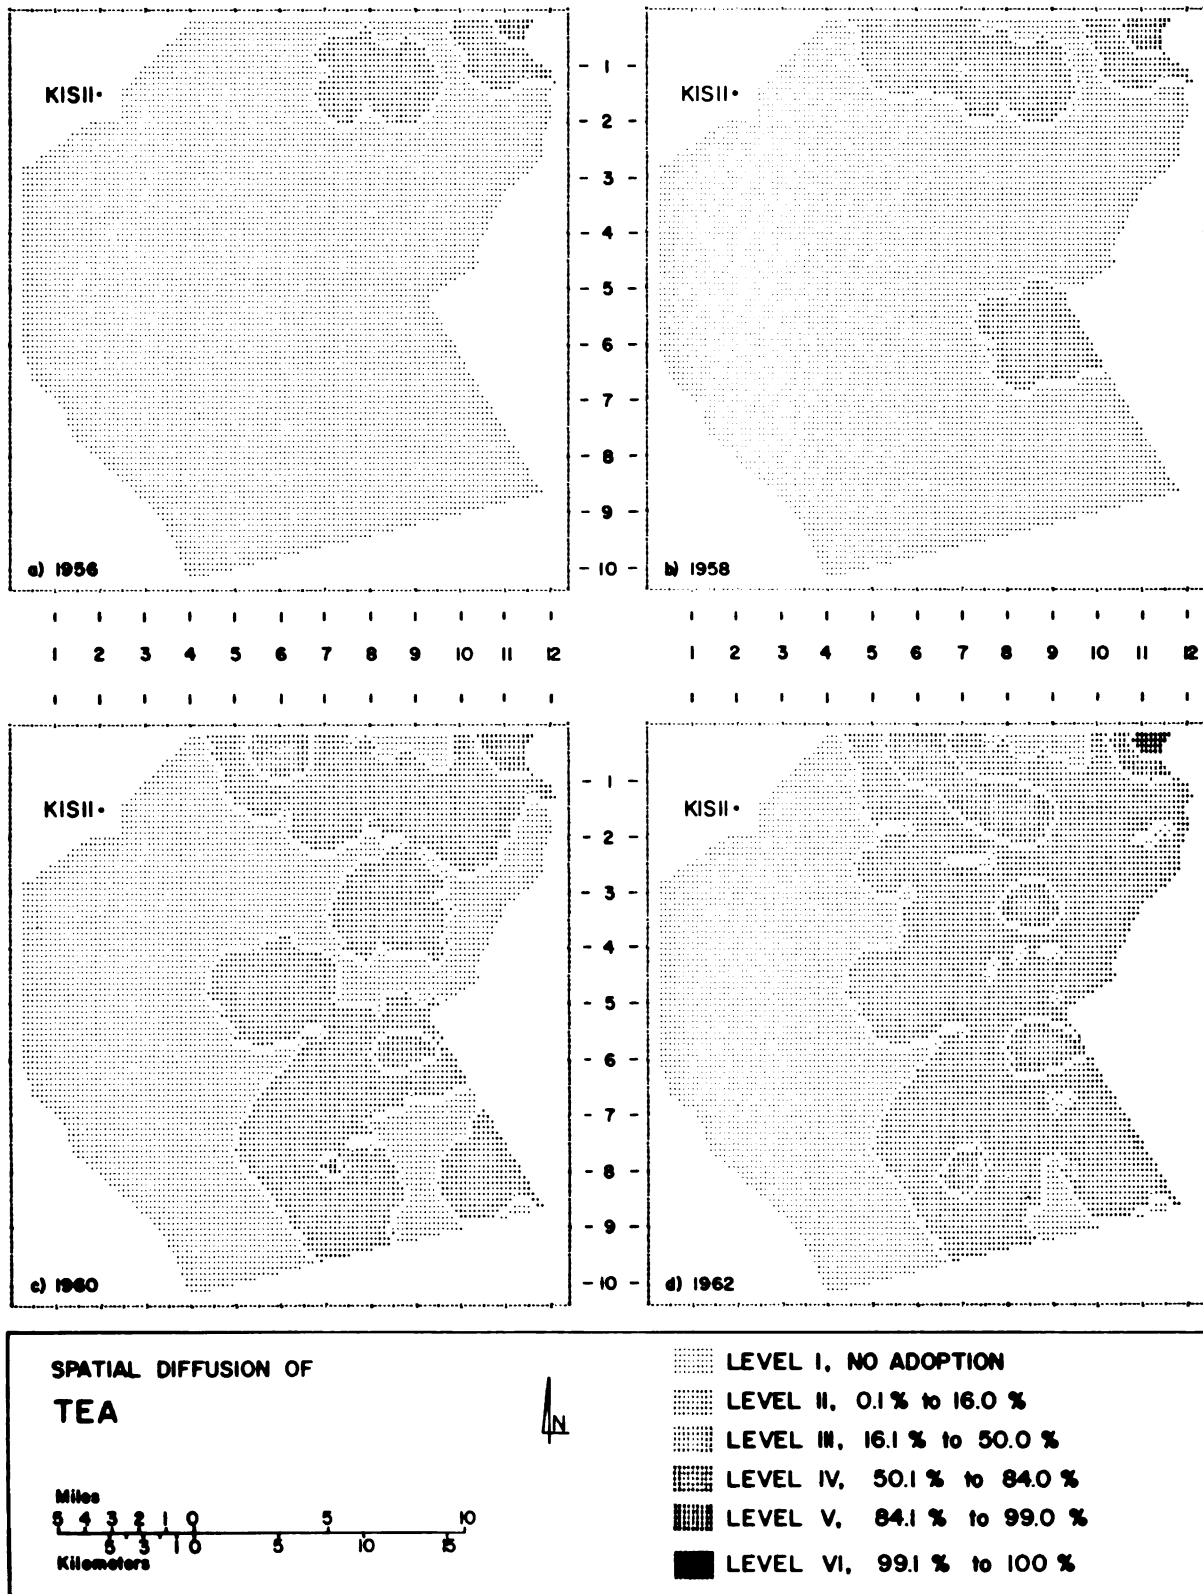 KISII
a) 1956
KISII
b) 1958
- 1 -
- 2 -
- 3 -
- 4 -
- 5 -
- 6 -
- 7 -
- 8 -
- 9 -
- 10 -
1 2 3 4 5 6 7 8 9 10 11 12
1 2 3 4 5 6 7 8 9 10 11 12
KISII
c) 1960
KISII
d) 1962
- 1 -
- 2 -
- 3 -
- 4 -
- 5 -
- 6 -
- 7 -
- 8 -
- 9 -
- 10 -
SPATIAL DIFFUSION OF
TEA
N
Miles
5 4 3 2 1 0 5 10
5 3 1 0 5 10 15
Kilometers
LEVEL I, NO ADOPTION
LEVEL II, 0.1 % to 16.0 %
LEVEL III, 16.1 % to 50.0 %
LEVEL IV, 50.1 % to 84.0 %
LEVEL V, 84.1 % to 99.0 %
LEVEL VI, 99.1 % to 100 %